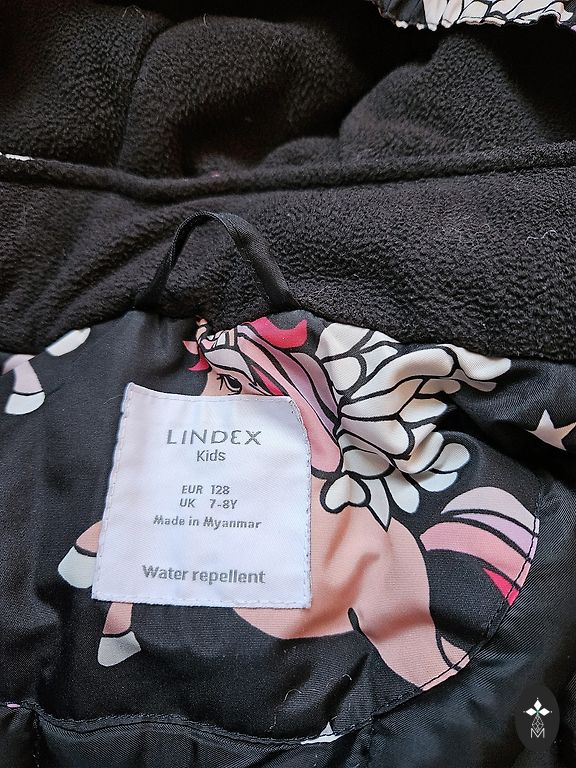 LINDEX
Kids
EUR 128
UK 7-8Y
Made in Myanmar
Water repellent